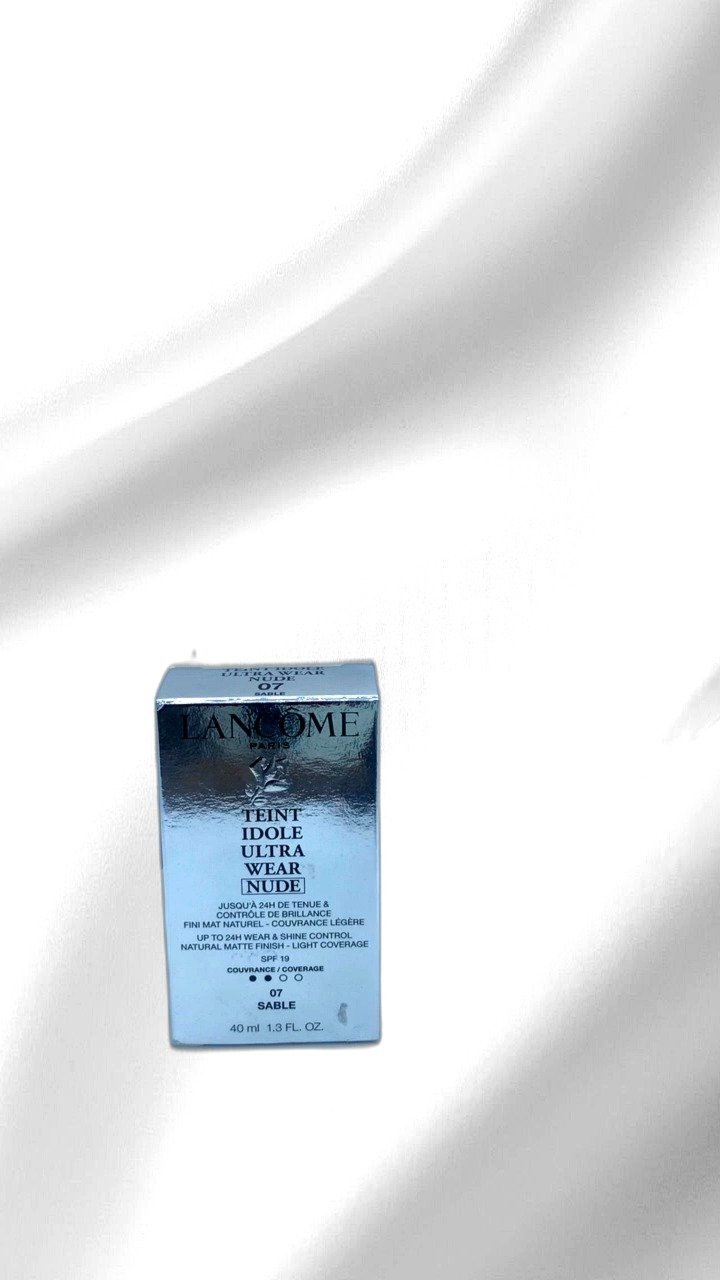 TEINT IDOLE
ULTRA WEAR
NUDE
07
SABLE
LANCÔME
PARIS
TEINT
IDOLE
ULTRA
WEAR
NUDE
JUSQU'À 24H DE TENUE &
CONTRÔLE DE BRILLANCE
FINI MAT NATUREL - COUVRANCE LÉGÈRE
UP TO 24H WEAR & SHINE CONTROL
NATURAL MATTE FINISH - LIGHT COVERAGE
SPF 19
COUVRANCE / COVERAGE
07
SABLE
40 ml 1.3 FL. OZ.